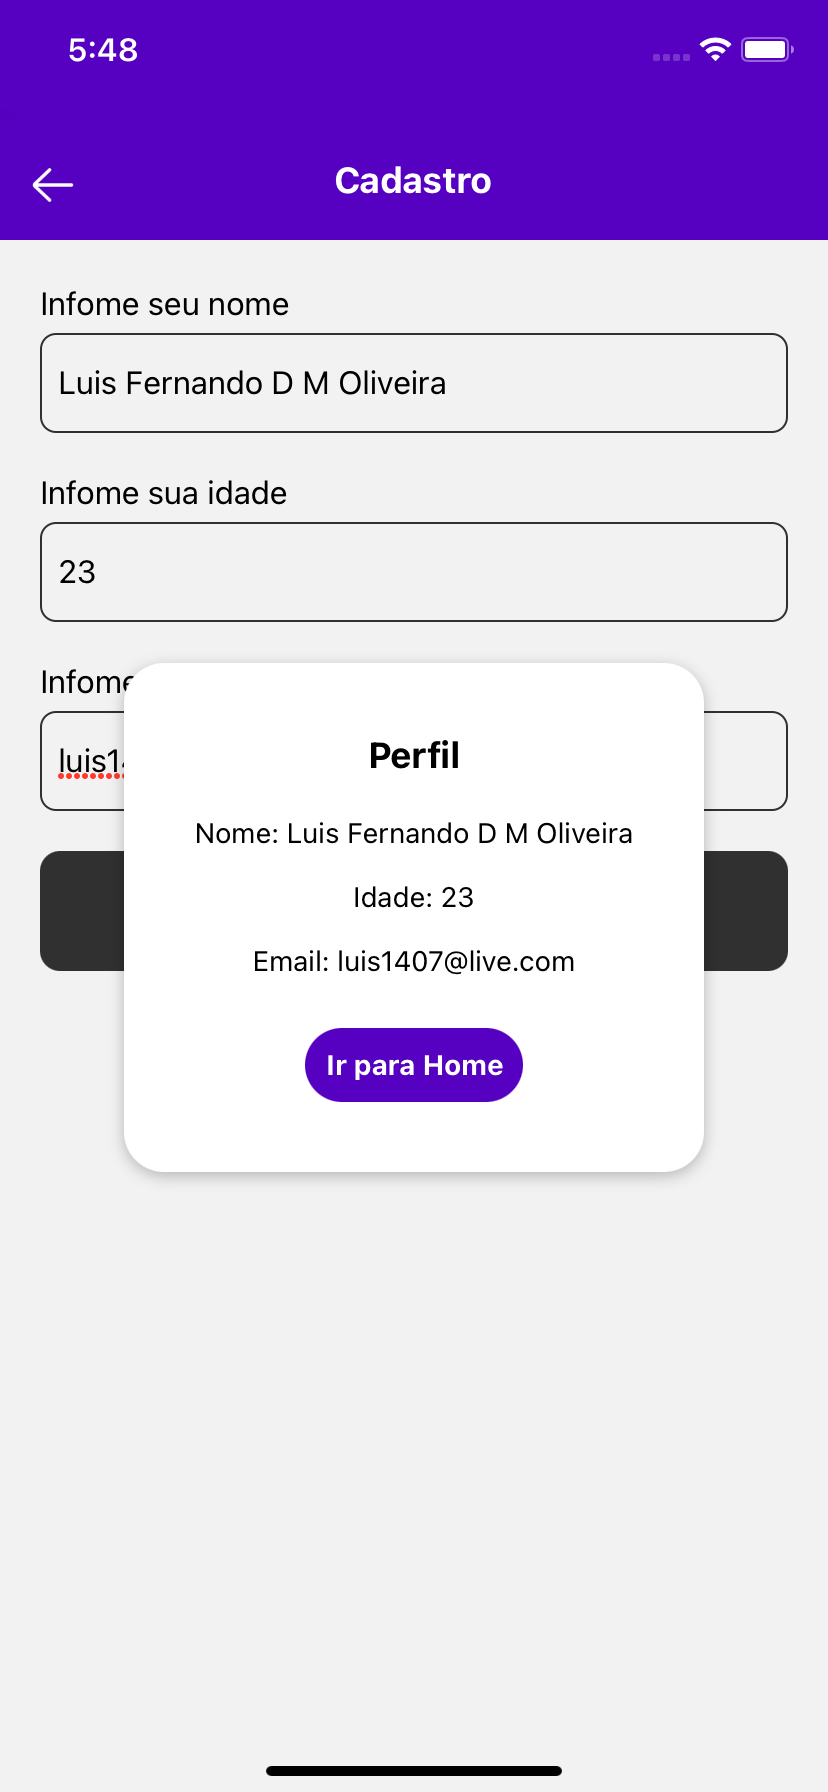 5:48
Cadastro
Infome seu nome
Luis Fernando D M Oliveira
Infome sua idade
23
Infome
luis14
Perfil
Nome: Luis Fernando D M Oliveira
Idade: 23
Email: luis1407@live.com
Ir para Home